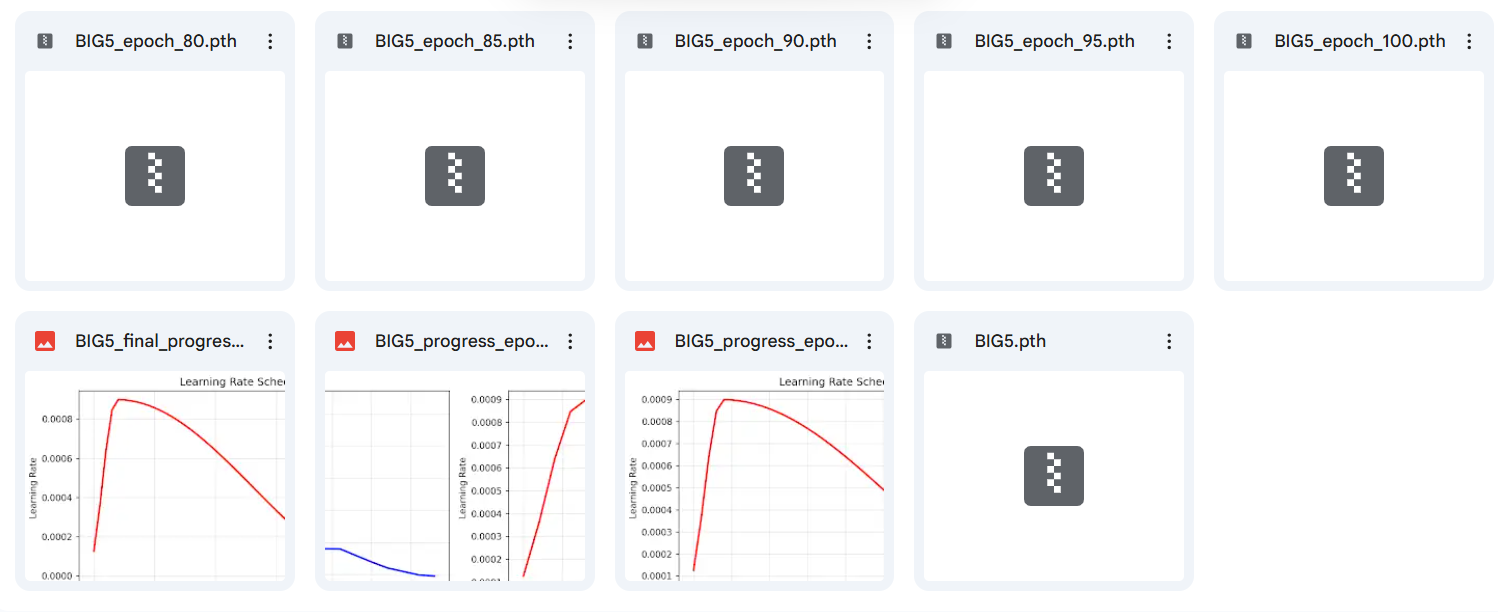 BIG5_epoch_80.pth
BIG5_epoch_85.pth
BIG5_epoch_90.pth
BIG5_epoch_95.pth
BIG5_epoch_100.pth
BIG5_final_progres...
BIG5_progress_epo...
BIG5_progress_epo...
BIG5.pth
Learning Rate Sche
0.0008
0.0006
0.0004
0.0002
0.0000
Learning Rate
0.0009
0.0008
0.0007
0.0006
0.0005
0.0004
0.0003
0.0002
0.0001
Learning Rate
Learning Rate Sche
0.0009
0.0008
0.0007
0.0006
0.0005
0.0004
0.0003
0.0002
0.0001
Learning Rate